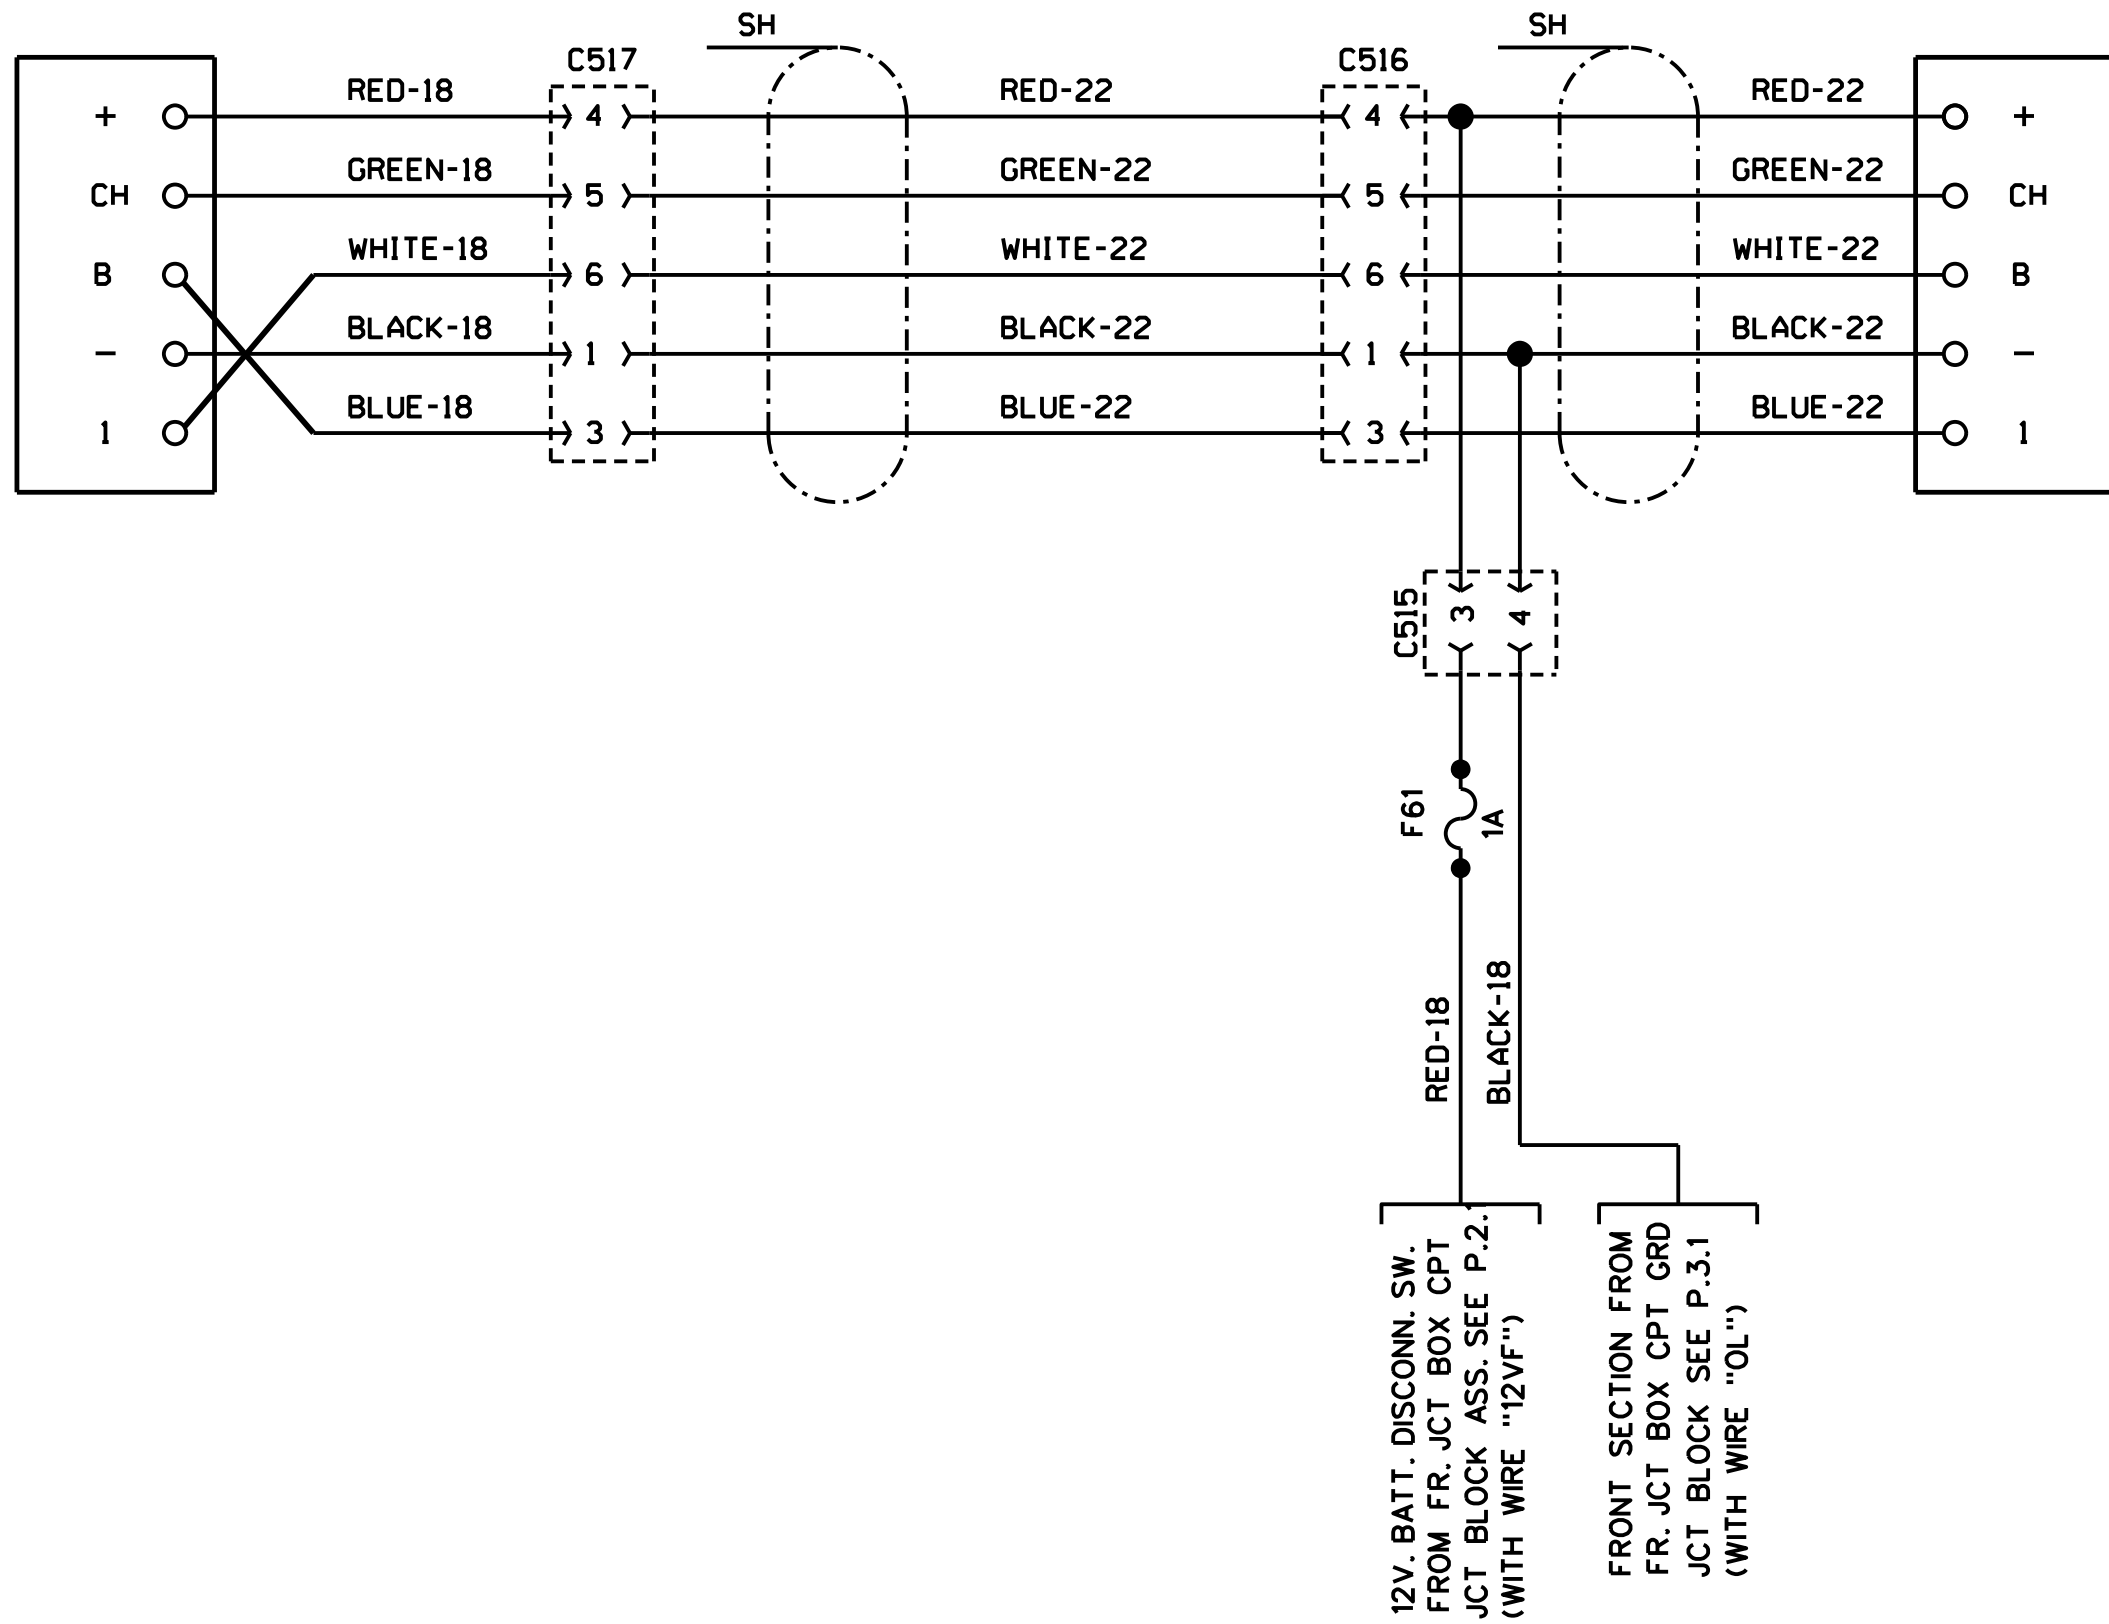 SH
SH
C517
C516
+
RED-18
4
RED-22
4
RED-22
+
CH
GREEN-18
5
GREEN-22
5
GREEN-22
CH
B
WHITE-18
6
WHITE-22
6
WHITE-22
B
—
BLACK-18
1
BLACK-22
1
BLACK-22
—
1
BLUE-18
3
BLUE-22
3
BLUE-22
1
C515
3
4
F61
1A
RED-18
BLACK-18
12V. BATT. DISCONN. SW.
FROM FR. JCT BOX CPT
JCT BLOCK ASS. SEE P.2.1
(WITH WIRE "12VF")
FRONT SECTION FROM
FR. JCT BOX CPT GRD
JCT BLOCK SEE P.3.1
(WITH WIRE "OL")